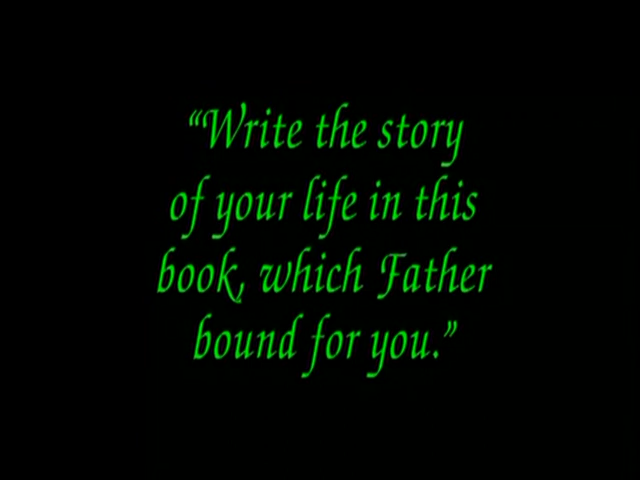 “Write the story
of your life in this
book, which Father
bound for you.”